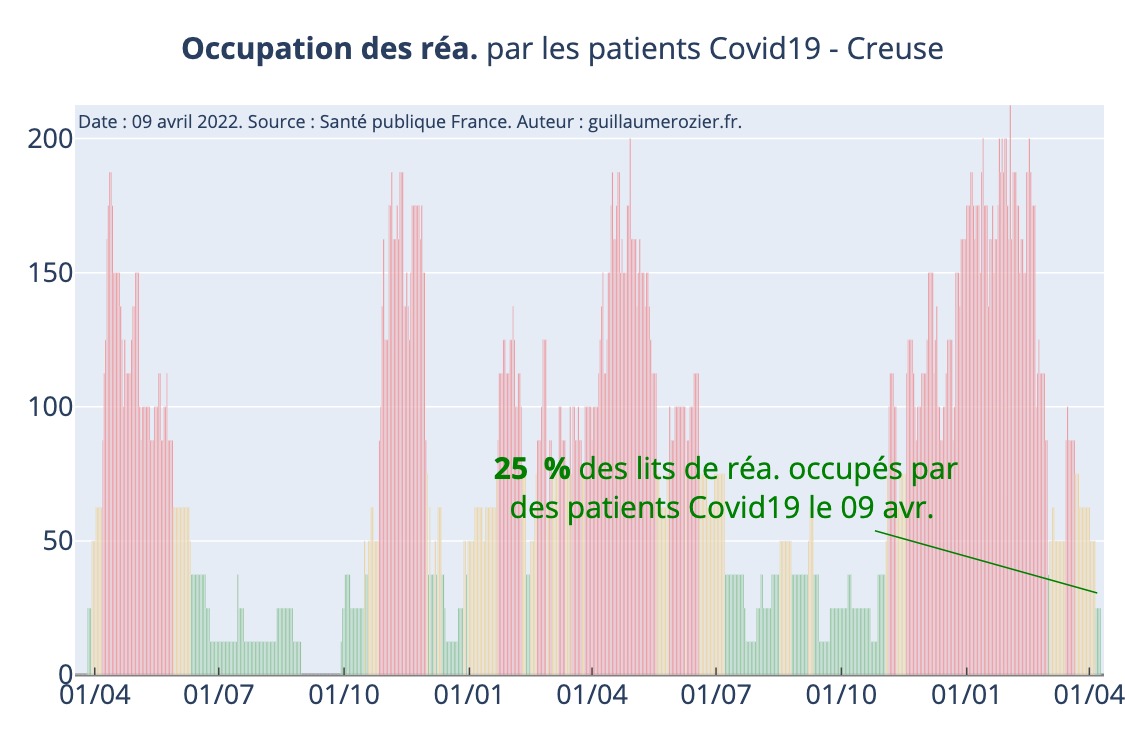 Occupation des réa. par les patients Covid19 - Creuse
Date : 09 avril 2022. Source : Santé publique France. Auteur : guillaumerozier.fr.
200
150
100
50
0
25 % des lits de réa. occupés par
des patients Covid19 le 09 avr.
01/04 01/07 01/10 01/01 01/04 01/07 01/10 01/01 01/04